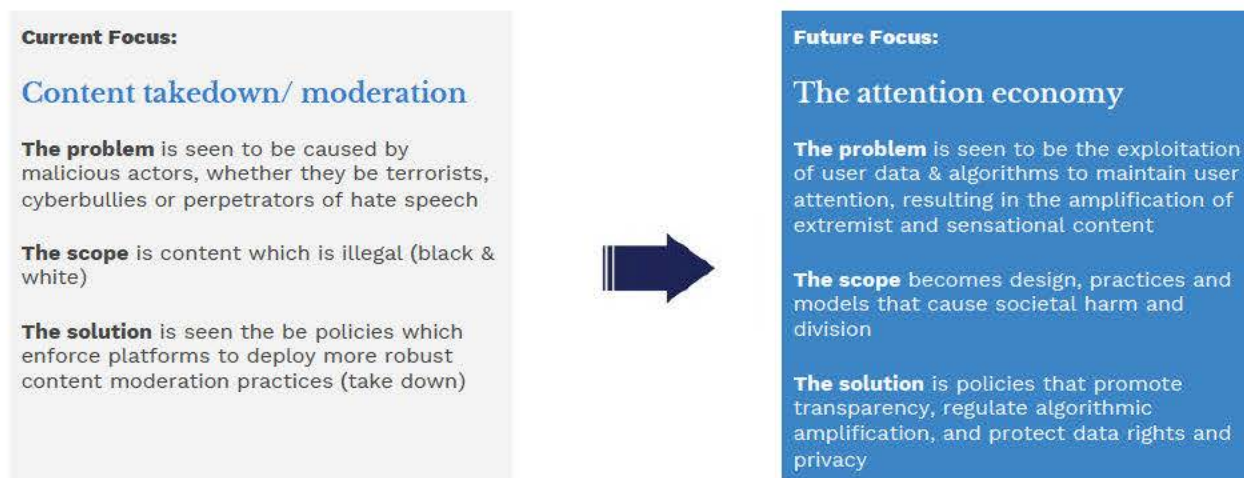 Current Focus:
Content takedown/ moderation
The problem is seen to be caused by
malicious actors, whether they be terrorists,
cyberbullies or perpetrators of hate speech
The scope is content which is illegal (black &
white)
The solution is seen the be policies which
enforce platforms to deploy more robust
content moderation practices (take down)
Future Focus:
The attention economy
The problem is seen to be the exploitation
of user data & algorithms to maintain user
attention, resulting in the amplification of
extremist and sensational content
The scope becomes design, practices and
models that cause societal harm and
division
The solution is policies that promote
transparency, regulate algorithmic
amplification, and protect data rights and
privacy